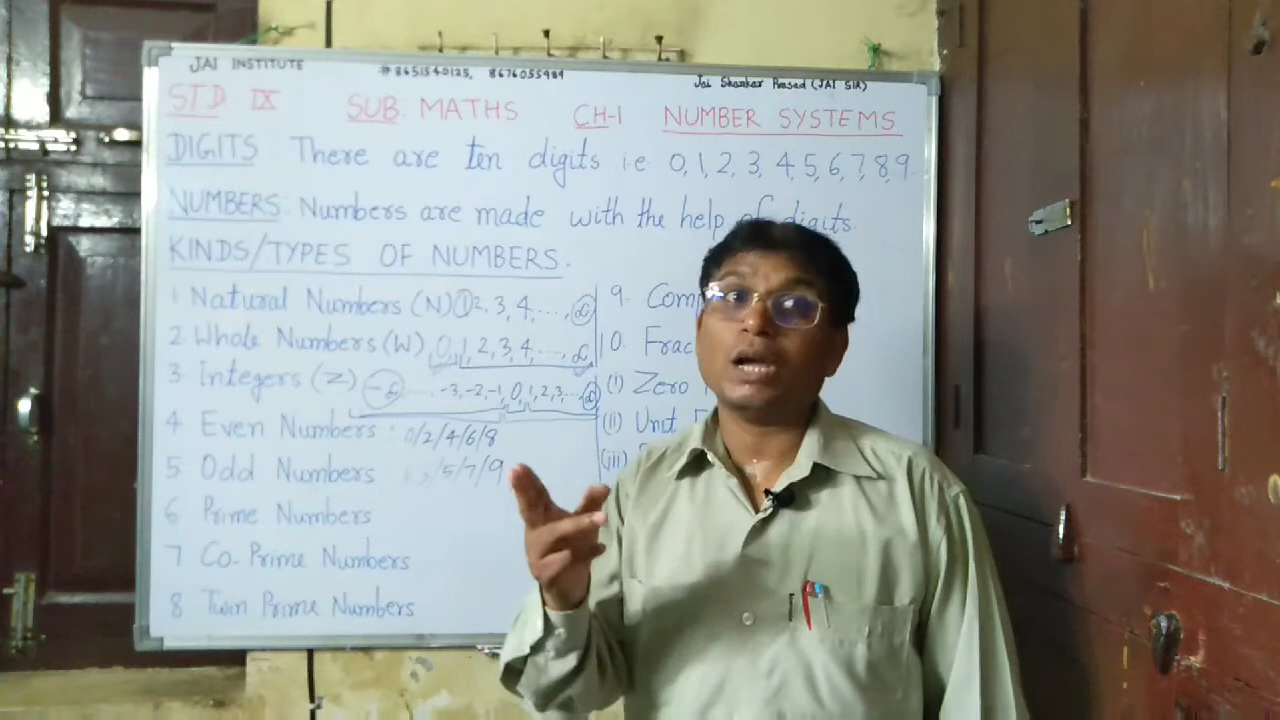 JAI INSTITUTE #8651540125, 8676055989 Jai Shankar Prasad (JAI SIR)
STD IX SUB MATHS CH-1 NUMBER SYSTEMS
DIGITS There are ten digits i.e 0, 1, 2, 3, 4, 5, 6, 7, 8, 9.
NUMBERS: Numbers are made with the help of digits.
KINDS/TYPES OF NUMBERS.
1 Natural Numbers (N) 1 2, 3, 4, ..., ∞
2. Whole Numbers (W) 0, 1, 2, 3, 4, ..., ∞
3 Integers (Z) -∞ .... -3, -2, -1, 0, 1, 2, 3, ... ∞
4 Even Numbers : 0/2/4/6/8
5 Odd Numbers /5/7/9
6 Prime Numbers
7 Co-Prime Numbers
8 Twin Prime Numbers
9. Comp
10. Frac
(i) Zero
(ii) Unit
(iii)